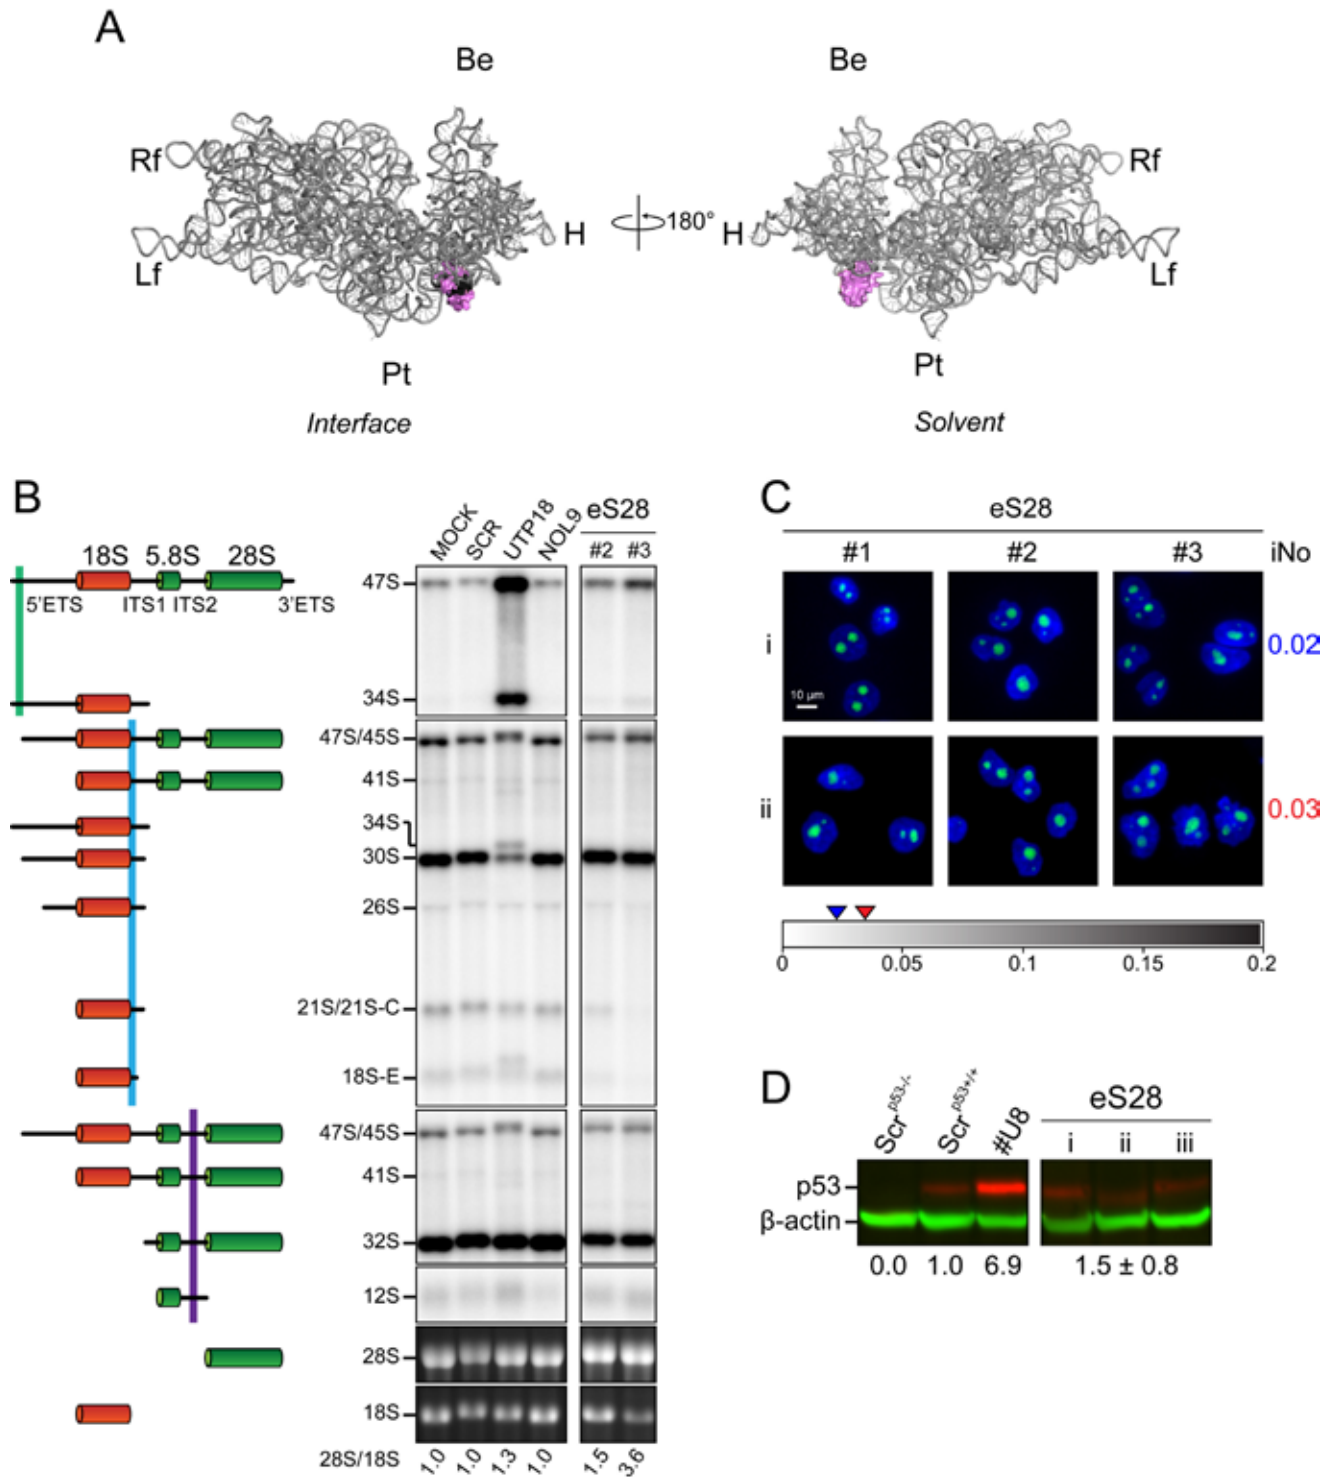 A
Be
Be
Rf
Rf
H
180°
H
Lf
Lf
Pt
Pt
Interface
Solvent
B
18S 5.8S 28S
5'ETS ITS1 ITS2 3'ETS
MOCK SCR UTP18 NOL9
eS28
#2 #3
47S
34S
47S/45S
41S
34S
30S
26S
21S/21S-C
18S-E
47S/45S
41S
32S
12S
28S
18S
28S/18S 1.0 1.0 1.3 1.0 1.5 3.6
C
eS28
#1 #2 #3 iNo
i 0.02
10 µm
ii 0.03
0 0.05 0.1 0.15 0.2
D
Scr p53-/- Scr p53+/+ #U8
eS28
i ii iii
p53
β-actin
0.0 1.0 6.9 1.5 ± 0.8